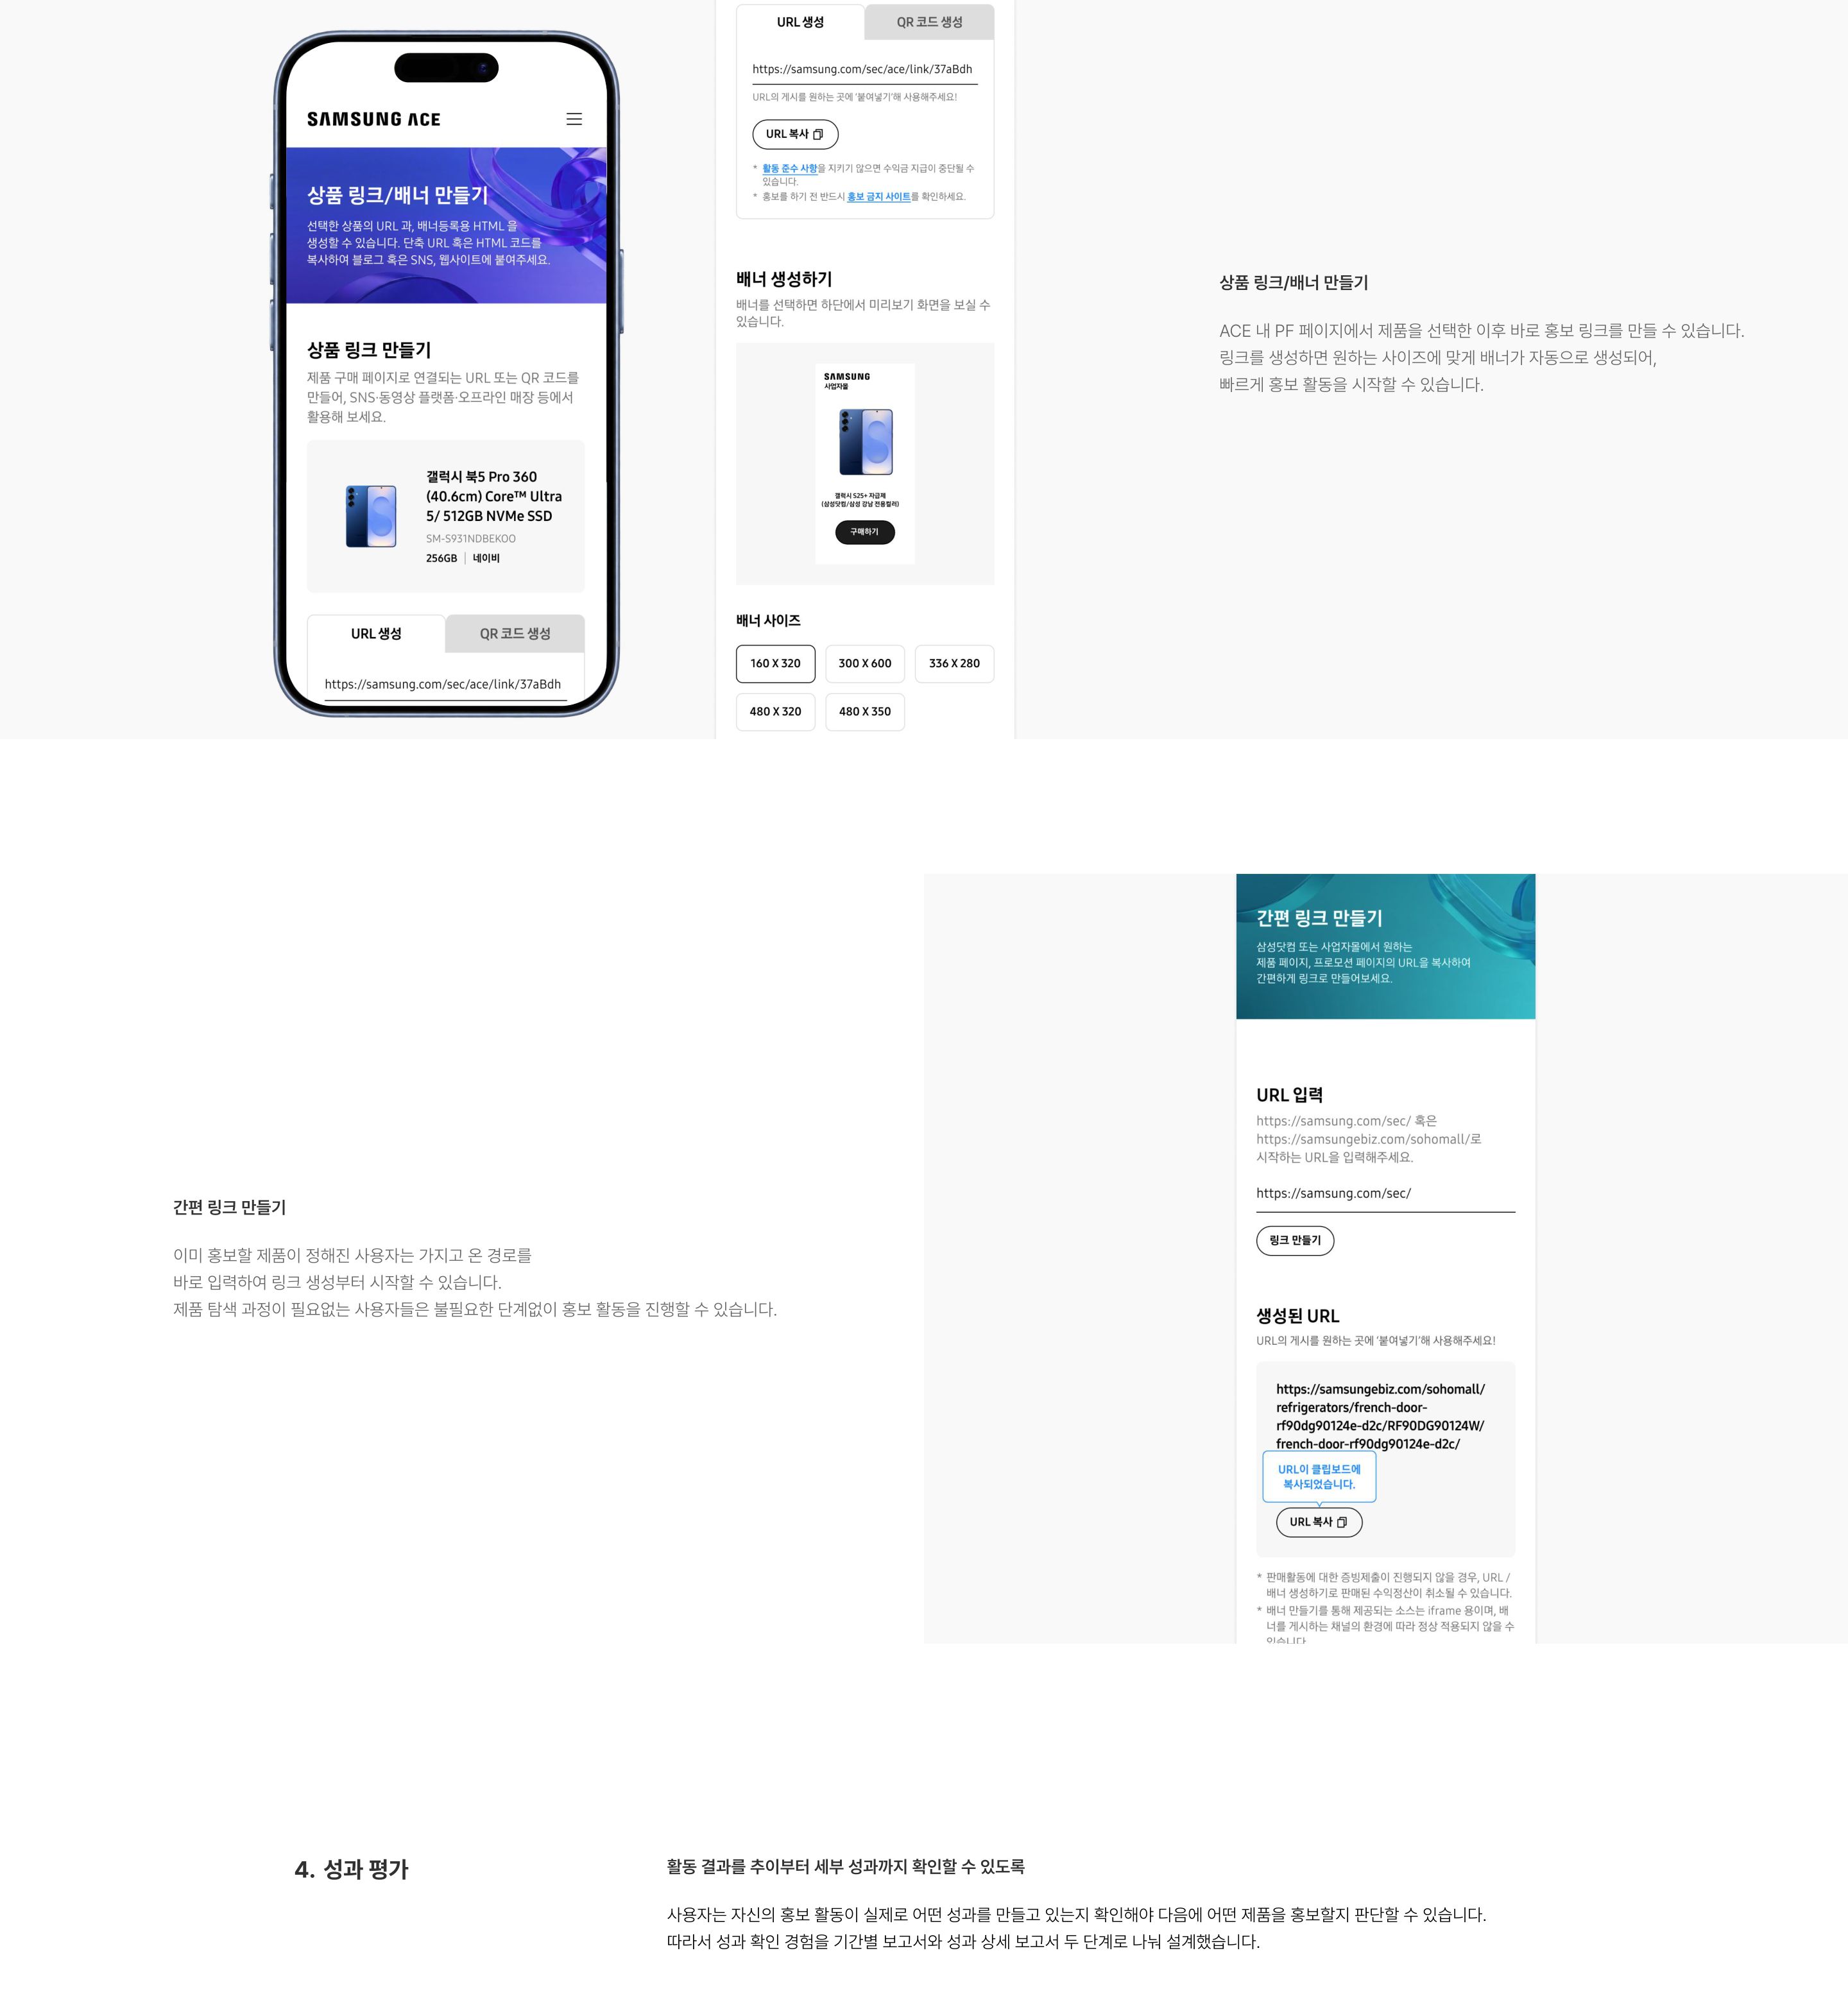 SAMSUNG ACE
상품 링크/배너 만들기
선택한 상품의 URL 과, 배너등록용 HTML 을
생성할 수 있습니다. 단축 URL 혹은 HTML 코드를
복사하여 블로그 혹은 SNS, 웹사이트에 붙여주세요.
상품 링크 만들기
제품 구매 페이지로 연결되는 URL 또는 QR 코드를
만들어, SNS·동영상 플랫폼·오프라인 매장 등에서
활용해 보세요.
갤럭시 북5 Pro 360
(40.6cm) Core™ Ultra
5/ 512GB NVMe SSD
SM-S931NDBEKOO
256GB | 네이비
URL 생성
QR 코드 생성
https://samsung.com/sec/ace/link/37aBdh
URL 생성
QR 코드 생성
https://samsung.com/sec/ace/link/37aBdh
URL의 게시를 원하는 곳에 '붙여넣기'해 사용해주세요!
URL 복사
* 활동 준수 사항을 지키기 않으면 수익금 지급이 중단될 수
있습니다.
* 홍보를 하기 전 반드시 홍보 금지 사이트를 확인하세요.
배너 생성하기
배너를 선택하면 하단에서 미리보기 화면을 보실 수
있습니다.
SAMSUNG
사업자몰
갤럭시 S25+ 자급제
(삼성닷컴/삼성 강남 전용컬러)
구매하기
배너 사이즈
160 X 320
300 X 600
336 X 280
480 X 320
480 X 350
상품 링크/배너 만들기
ACE 내 PF 페이지에서 제품을 선택한 이후 바로 홍보 링크를 만들 수 있습니다.
링크를 생성하면 원하는 사이즈에 맞게 배너가 자동으로 생성되어,
빠르게 홍보 활동을 시작할 수 있습니다.
간편 링크 만들기
이미 홍보할 제품이 정해진 사용자는 가지고 온 경로를
바로 입력하여 링크 생성부터 시작할 수 있습니다.
제품 탐색 과정이 필요없는 사용자들은 불필요한 단계없이 홍보 활동을 진행할 수 있습니다.
간편 링크 만들기
삼성닷컴 또는 사업자몰에서 원하는
제품 페이지, 프로모션 페이지의 URL을 복사하여
간편하게 링크로 만들어보세요.
URL 입력
https://samsung.com/sec/ 혹은
https://samsungebiz.com/sohomall/로
시작하는 URL을 입력해주세요.
https://samsung.com/sec/
링크 만들기
생성된 URL
URL의 게시를 원하는 곳에 '붙여넣기'해 사용해주세요!
https://samsungebiz.com/sohomall/
refrigerators/french-door-
rf90dg90124e-d2c/RF90DG90124W/
french-door-rf90dg90124e-d2c/
URL이 클립보드에
복사되었습니다.
URL 복사
* 판매활동에 대한 증빙제출이 진행되지 않을 경우, URL /
배너 생성하기로 판매된 수익정산이 취소될 수 있습니다.
* 배너 만들기를 통해 제공되는 소스는 iframe 용이며, 배
너를 게시하는 채널의 환경에 따라 정상 적용되지 않을 수
있습니다
4. 성과 평가
활동 결과를 추이부터 세부 성과까지 확인할 수 있도록
사용자는 자신의 홍보 활동이 실제로 어떤 성과를 만들고 있는지 확인해야 다음에 어떤 제품을 홍보할지 판단할 수 있습니다.
따라서 성과 확인 경험을 기간별 보고서와 성과 상세 보고서 두 단계로 나눠 설계했습니다.